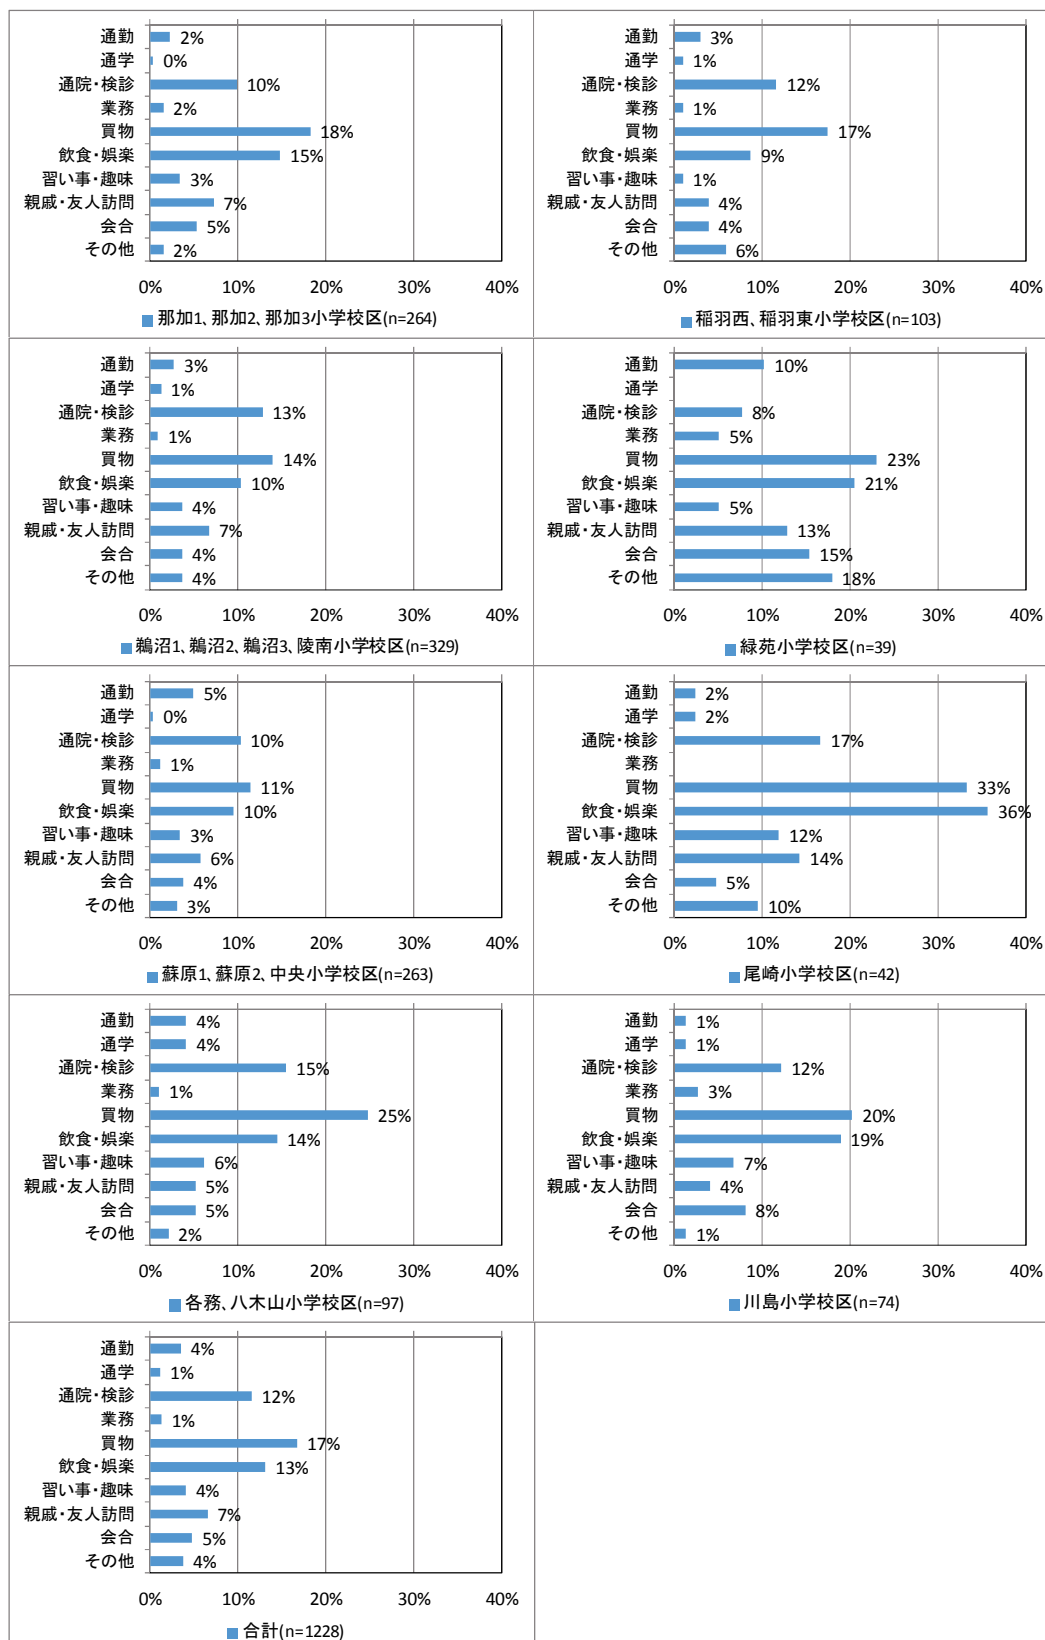 通勤 2%
通学 0%
通院・検診 10%
業務 2%
買物 18%
飲食・娯楽 15%
習い事・趣味 3%
親戚・友人訪問 7%
会合 5%
その他 2%
0% 10% 20% 30% 40%
那加1、那加2、那加3小学校区(n=264)
通勤 3%
通学 1%
通院・検診 12%
業務 1%
買物 17%
飲食・娯楽 9%
習い事・趣味 1%
親戚・友人訪問 4%
会合 4%
その他 6%
0% 10% 20% 30% 40%
稲羽西、稲羽東小学校区(n=103)
通勤 3%
通学 1%
通院・検診 13%
業務 1%
買物 14%
飲食・娯楽 10%
習い事・趣味 4%
親戚・友人訪問 7%
会合 4%
その他 4%
0% 10% 20% 30% 40%
鵜沼1、鵜沼2、鵜沼3、陵南小学校区(n=329)
通勤 10%
通学
通院・検診 8%
業務 5%
買物 23%
飲食・娯楽 21%
習い事・趣味 5%
親戚・友人訪問 13%
会合 15%
その他 18%
0% 10% 20% 30% 40%
緑苑小学校区(n=39)
通勤 5%
通学 0%
通院・検診 10%
業務 1%
買物 11%
飲食・娯楽 10%
習い事・趣味 3%
親戚・友人訪問 6%
会合 4%
その他 3%
0% 10% 20% 30% 40%
蘇原1、蘇原2、中央小学校区(n=263)
通勤 2%
通学 2%
通院・検診 17%
業務
買物 33%
飲食・娯楽 36%
習い事・趣味 12%
親戚・友人訪問 14%
会合 5%
その他 10%
0% 10% 20% 30% 40%
尾崎小学校区(n=42)
通勤 4%
通学 4%
通院・検診 15%
業務 1%
買物 25%
飲食・娯楽 14%
習い事・趣味 6%
親戚・友人訪問 5%
会合 5%
その他 2%
0% 10% 20% 30% 40%
各務、八木山小学校区(n=97)
通勤 1%
通学 1%
通院・検診 12%
業務 3%
買物 20%
飲食・娯楽 19%
習い事・趣味 7%
親戚・友人訪問 4%
会合 8%
その他 1%
0% 10% 20% 30% 40%
川島小学校区(n=74)
通勤 4%
通学 1%
通院・検診 12%
業務 1%
買物 17%
飲食・娯楽 13%
習い事・趣味 4%
親戚・友人訪問 7%
会合 5%
その他 4%
0% 10% 20% 30% 40%
合計(n=1228)